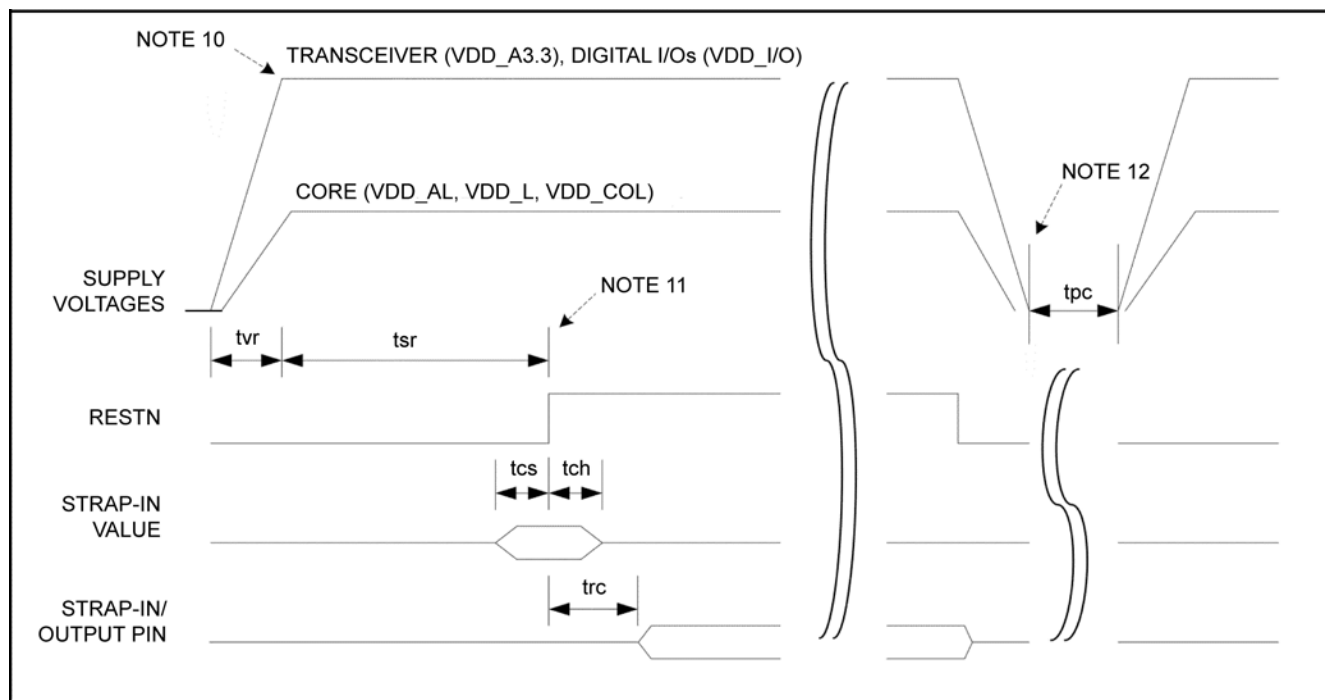 NOTE 10
TRANSCEIVER (VDD_A3.3), DIGITAL I/Os (VDD_I/O)
NOTE 12
CORE (VDD_AL, VDD_L, VDD_COL)
SUPPLY
VOLTAGES
NOTE 11
tpc
tvr
tsr
RESTN
tcs
tch
STRAP-IN
VALUE
trc
STRAP-IN/
OUTPUT PIN